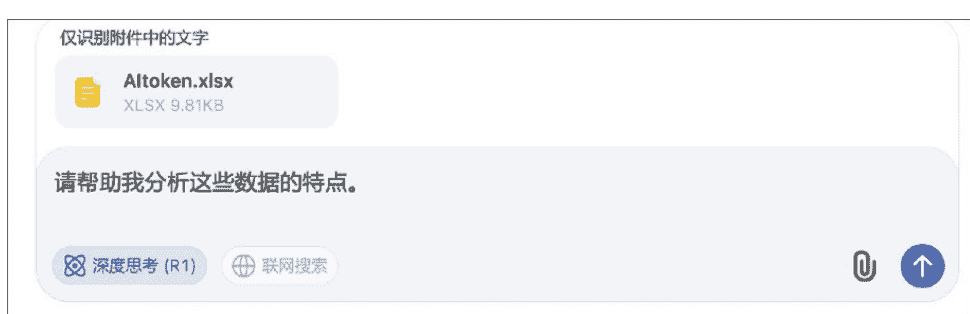 仅识别附件中的文字
AItoken.xlsx
XLSX 9.81KB
请帮助我分析这些数据的特点。
深度思考 (R1) 联网搜索